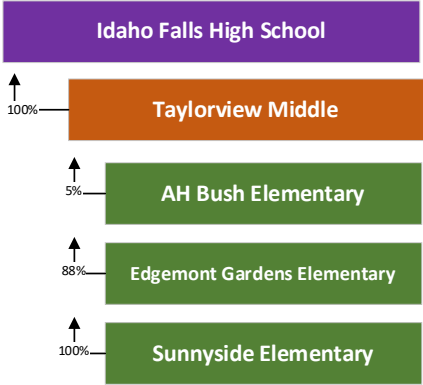 Idaho Falls High School
100%
Taylorview Middle
5%
AH Bush Elementary
88%
Edgemont Gardens Elementary
100%
Sunnyside Elementary